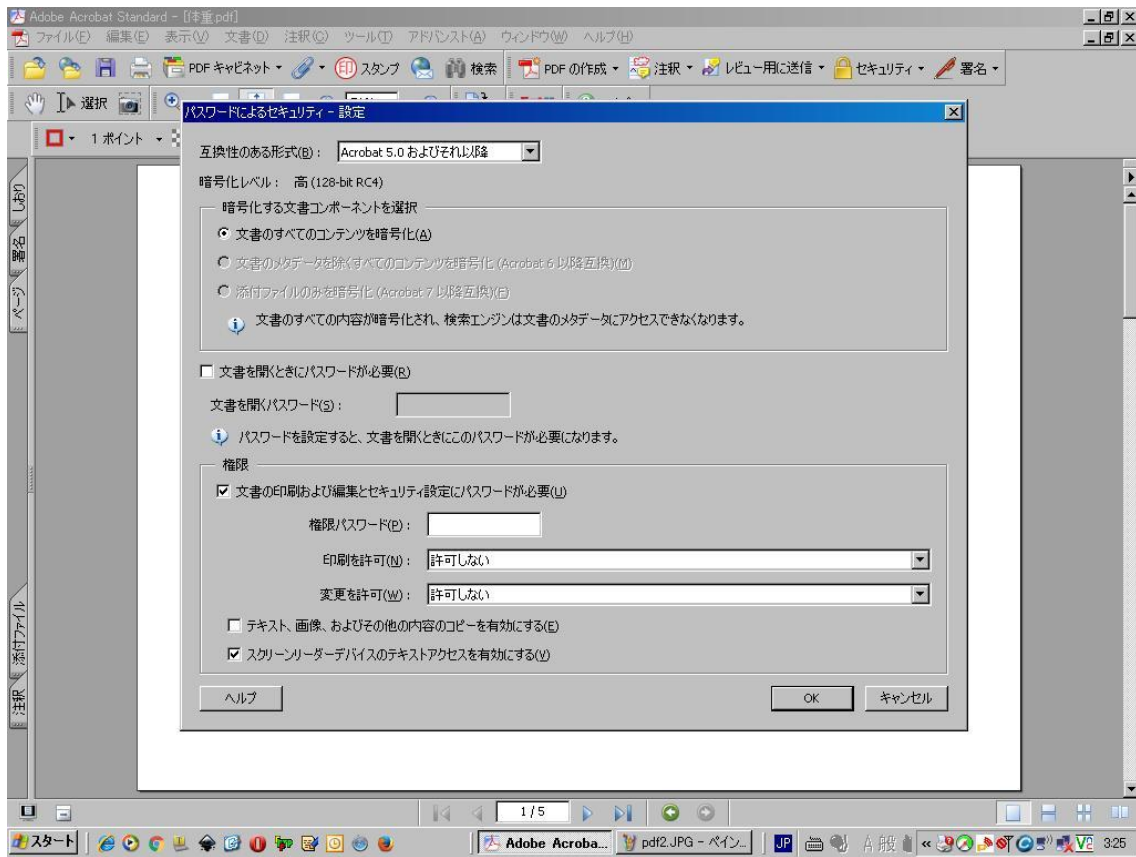 Adobe Acrobat Standard - [体重.pdf]
ファイル(F) 編集(E) 表示(V) 文書(D) 注釈(C) ツール(T) アドバンスト(A) ウィンドウ(W) ヘルプ(H)
PDF キャビネット 印 スタンプ 検索 PDF の作成 注釈 レビュー用に送信 セキュリティ 署名
選択
1 ポイント
しおり
署名
ページ
添付ファイル
注釈
パスワードによるセキュリティ - 設定
互換性のある形式(B): Acrobat 5.0 およびそれ以降
暗号化レベル: 高 (128-bit RC4)
暗号化する文書コンポーネントを選択
文書のすべてのコンテンツを暗号化(A)
文書のメタデータを除くすべてのコンテンツを暗号化 (Acrobat 6 以降互換)(M)
添付ファイルのみを暗号化 (Acrobat 7 以降互換)(F)
文書のすべての内容が暗号化され、検索エンジンは文書のメタデータにアクセスできなくなります。
文書を開くときにパスワードが必要(R)
文書を開くパスワード(S):
パスワードを設定すると、文書を開くときにこのパスワードが必要になります。
権限
文書の印刷および編集とセキュリティ設定にパスワードが必要(U)
権限パスワード(P):
印刷を許可(N): 許可しない
変更を許可(W): 許可しない
テキスト、画像、およびその他の内容のコピーを有効にする(E)
スクリーンリーダーデバイスのテキストアクセスを有効にする(V)
ヘルプ OK キャンセル
1/5
スタート Adobe Acroba... pdf2.JPG - ペイン... JP A 般 « V2 3:25